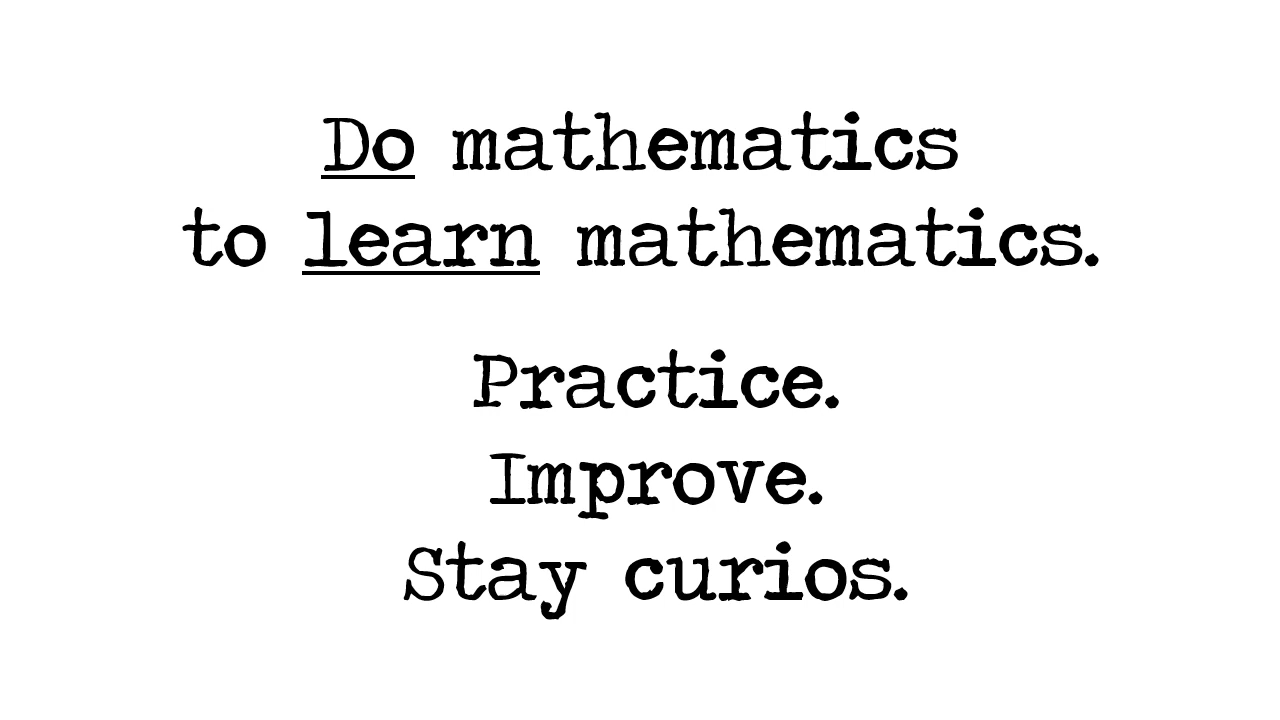 Do mathematics
to learn mathematics.
Practice.
Improve.
Stay curios.